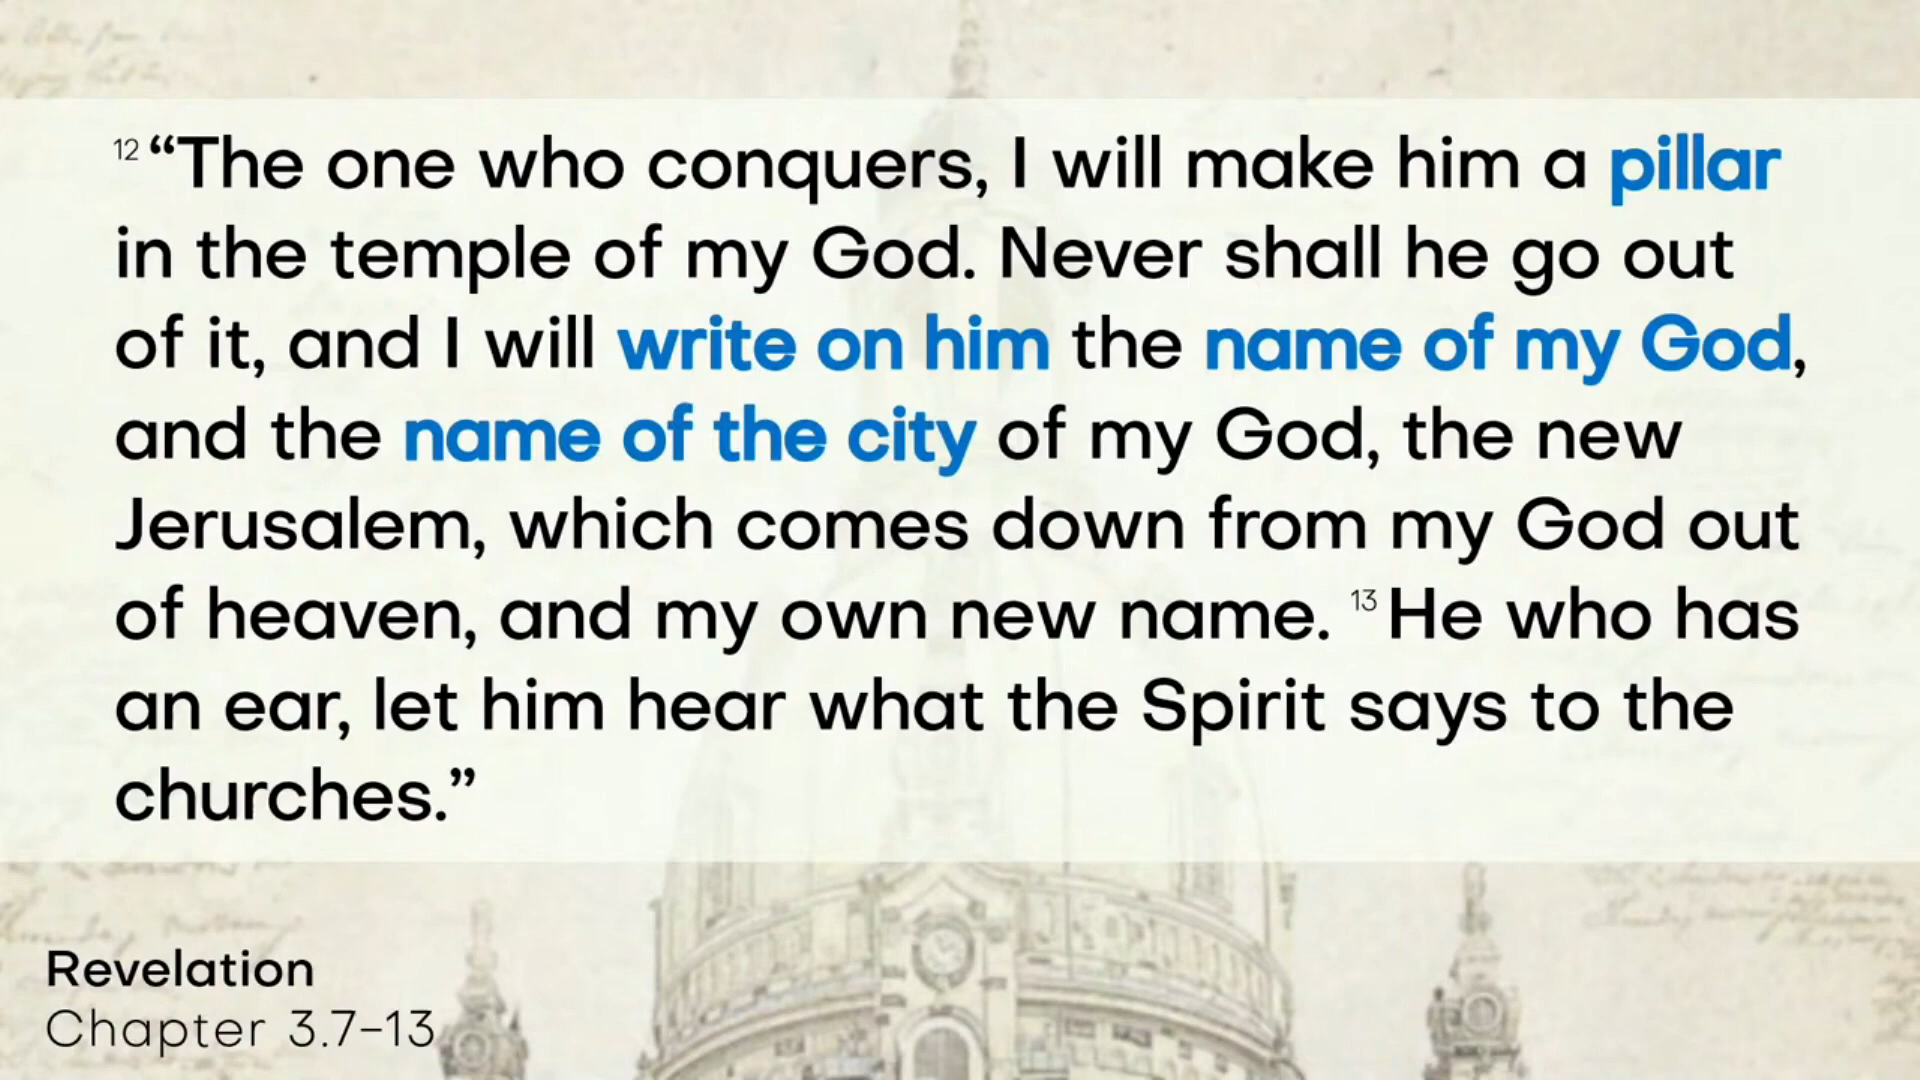 12 “The one who conquers, I will make him a pillar
in the temple of my God. Never shall he go out
of it, and I will write on him the name of my God,
and the name of the city of my God, the new
Jerusalem, which comes down from my God out
of heaven, and my own new name. 13 He who has
an ear, let him hear what the Spirit says to the
churches.”
Revelation
Chapter 3.7–13